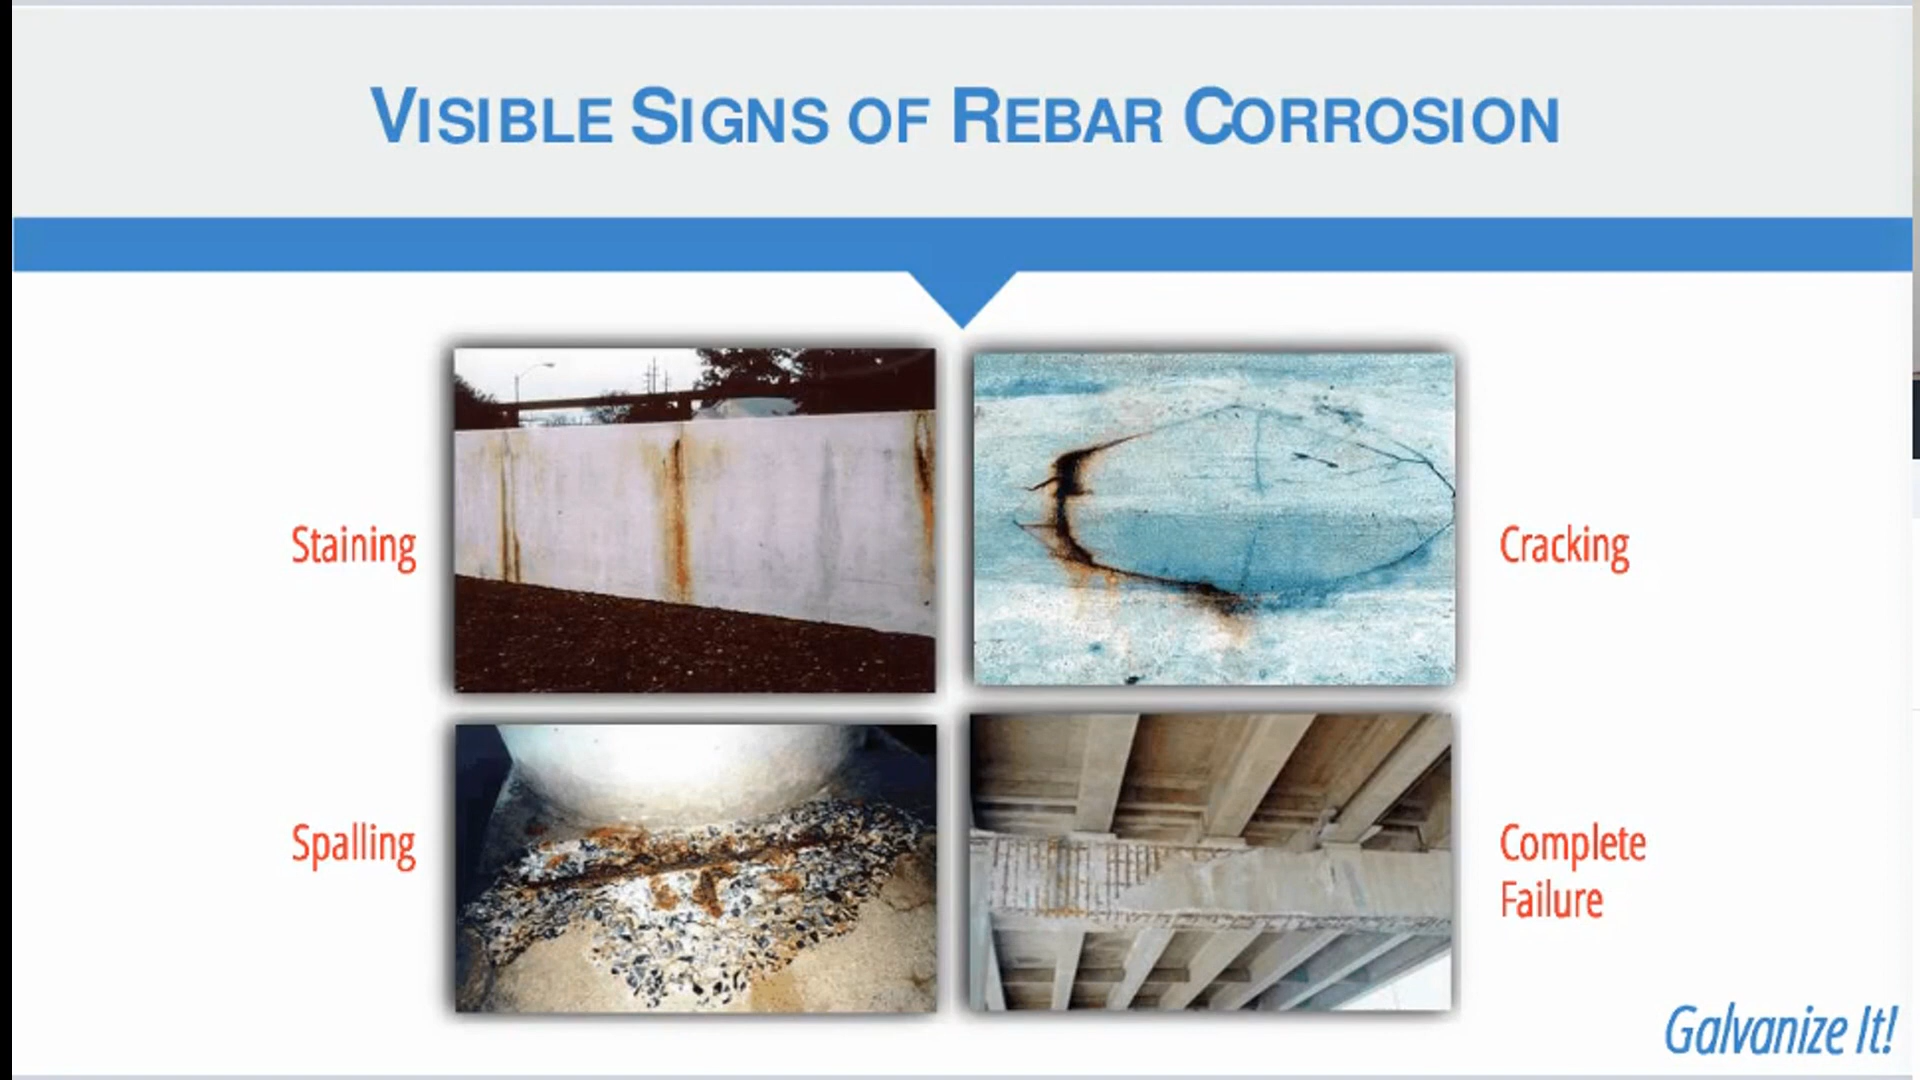 VISIBLE SIGNS OF REBAR CORROSION
Staining
Cracking
Spalling
Complete
Failure
Galvanize It!